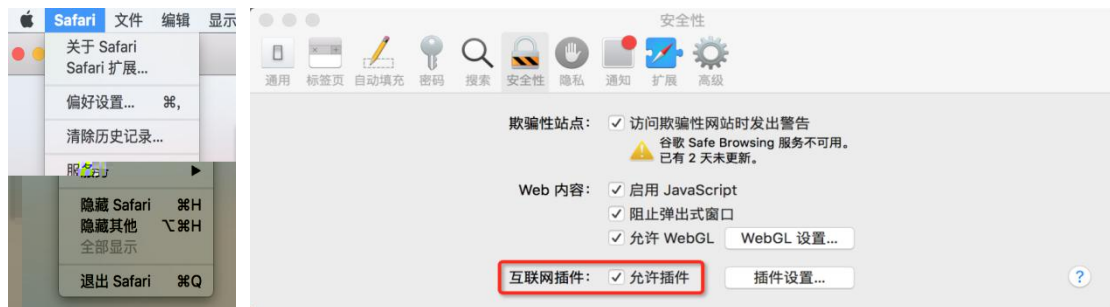 Safari 文件 编辑 显示
关于 Safari
Safari 扩展...
偏好设置... ⌘,
清除历史记录...
隐藏 Safari ⌘H
隐藏其他 ⌥⌘H
全部显示
退出 Safari ⌘Q
安全性
通用 标签页 自动填充 密码 搜索 安全性 隐私 通知 扩展 高级
欺骗性站点: ✓ 访问欺骗性网站时发出警告
谷歌 Safe Browsing 服务不可用。
已有 2 天未更新。
Web 内容: ✓ 启用 JavaScript
✓ 阻止弹出式窗口
✓ 允许 WebGL WebGL 设置...
互联网插件: ✓ 允许插件 插件设置... ?